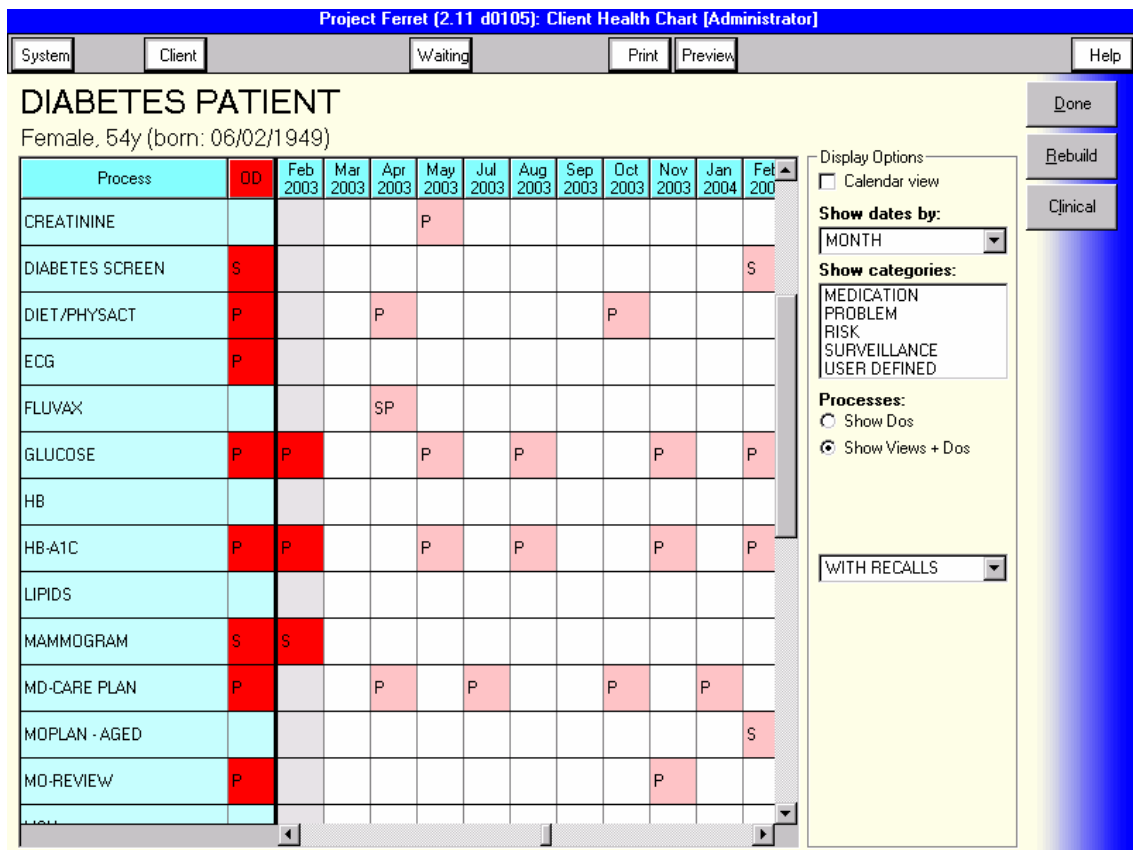 Project Ferret (2.11 d0105): Client Health Chart [Administrator]
System Client Waiting Print Preview Help
DIABETES PATIENT
Female, 54y (born: 06/02/1949)
Process OD Feb 2003 Mar 2003 Apr 2003 May 2003 Jul 2003 Aug 2003 Sep 2003 Oct 2003 Nov 2003 Jan 2004 Feb 200
CREATININE P
DIABETES SCREEN S S
DIET/PHYSACT P P P
ECG P
FLUVAX SP
GLUCOSE P P P P P P
HB
HB-A1C P P P P P P
LIPIDS
MAMMOGRAM S S
MD-CARE PLAN P P P P P
MOPLAN - AGED S
MO-REVIEW P P
Display Options
Calendar view
Show dates by:
MONTH
Show categories:
MEDICATION
PROBLEM
RISK
SURVEILLANCE
USER DEFINED
Processes:
Show Dos
Show Views + Dos
WITH RECALLS
Done
Rebuild
Clinical